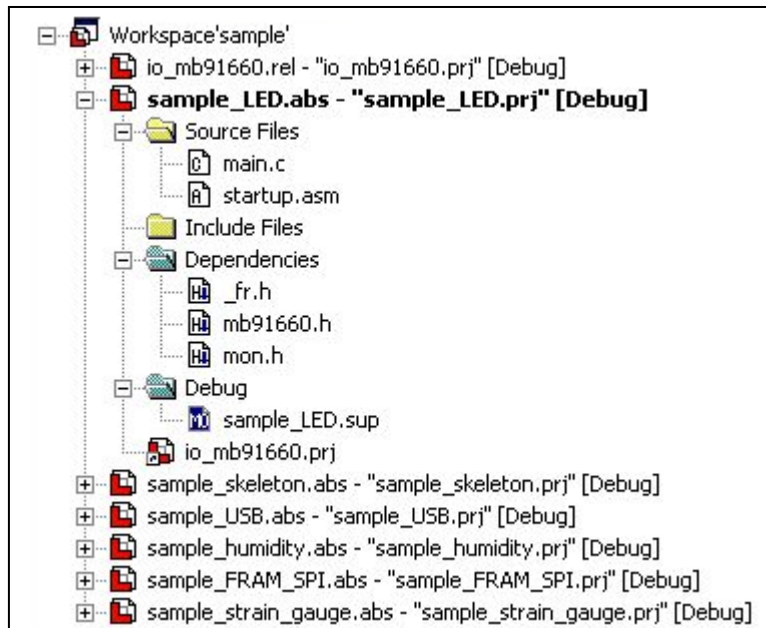 Workspace'sample'
io_mb91660.rel - "io_mb91660.prj" [Debug]
sample_LED.abs - "sample_LED.prj" [Debug]
Source Files
main.c
startup.asm
Include Files
Dependencies
_fr.h
mb91660.h
mon.h
Debug
sample_LED.sup
io_mb91660.prj
sample_skeleton.abs - "sample_skeleton.prj" [Debug]
sample_USB.abs - "sample_USB.prj" [Debug]
sample_humidity.abs - "sample_humidity.prj" [Debug]
sample_FRAM_SPI.abs - "sample_FRAM_SPI.prj" [Debug]
sample_strain_gauge.abs - "sample_strain_gauge.prj" [Debug]